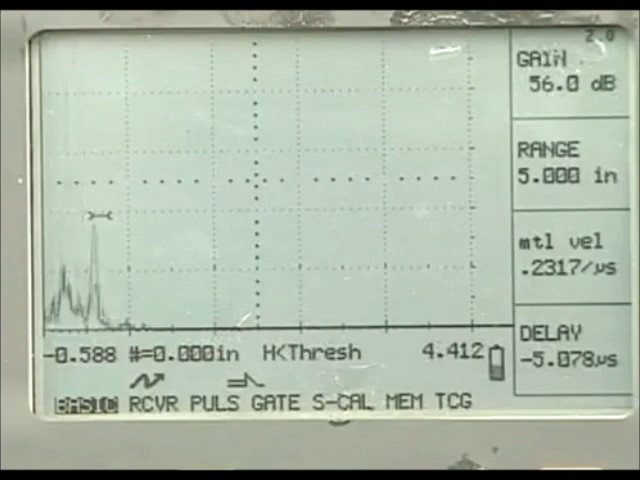 2.0
GAIN
56.0 dB
RANGE
5.000 in
mtl vel
.2317/µs
DELAY
-5.078µs
-0.588 #=0.000in H<Thresh 4.412
BASIC RCVR PULS GATE S-CAL MEM TCG